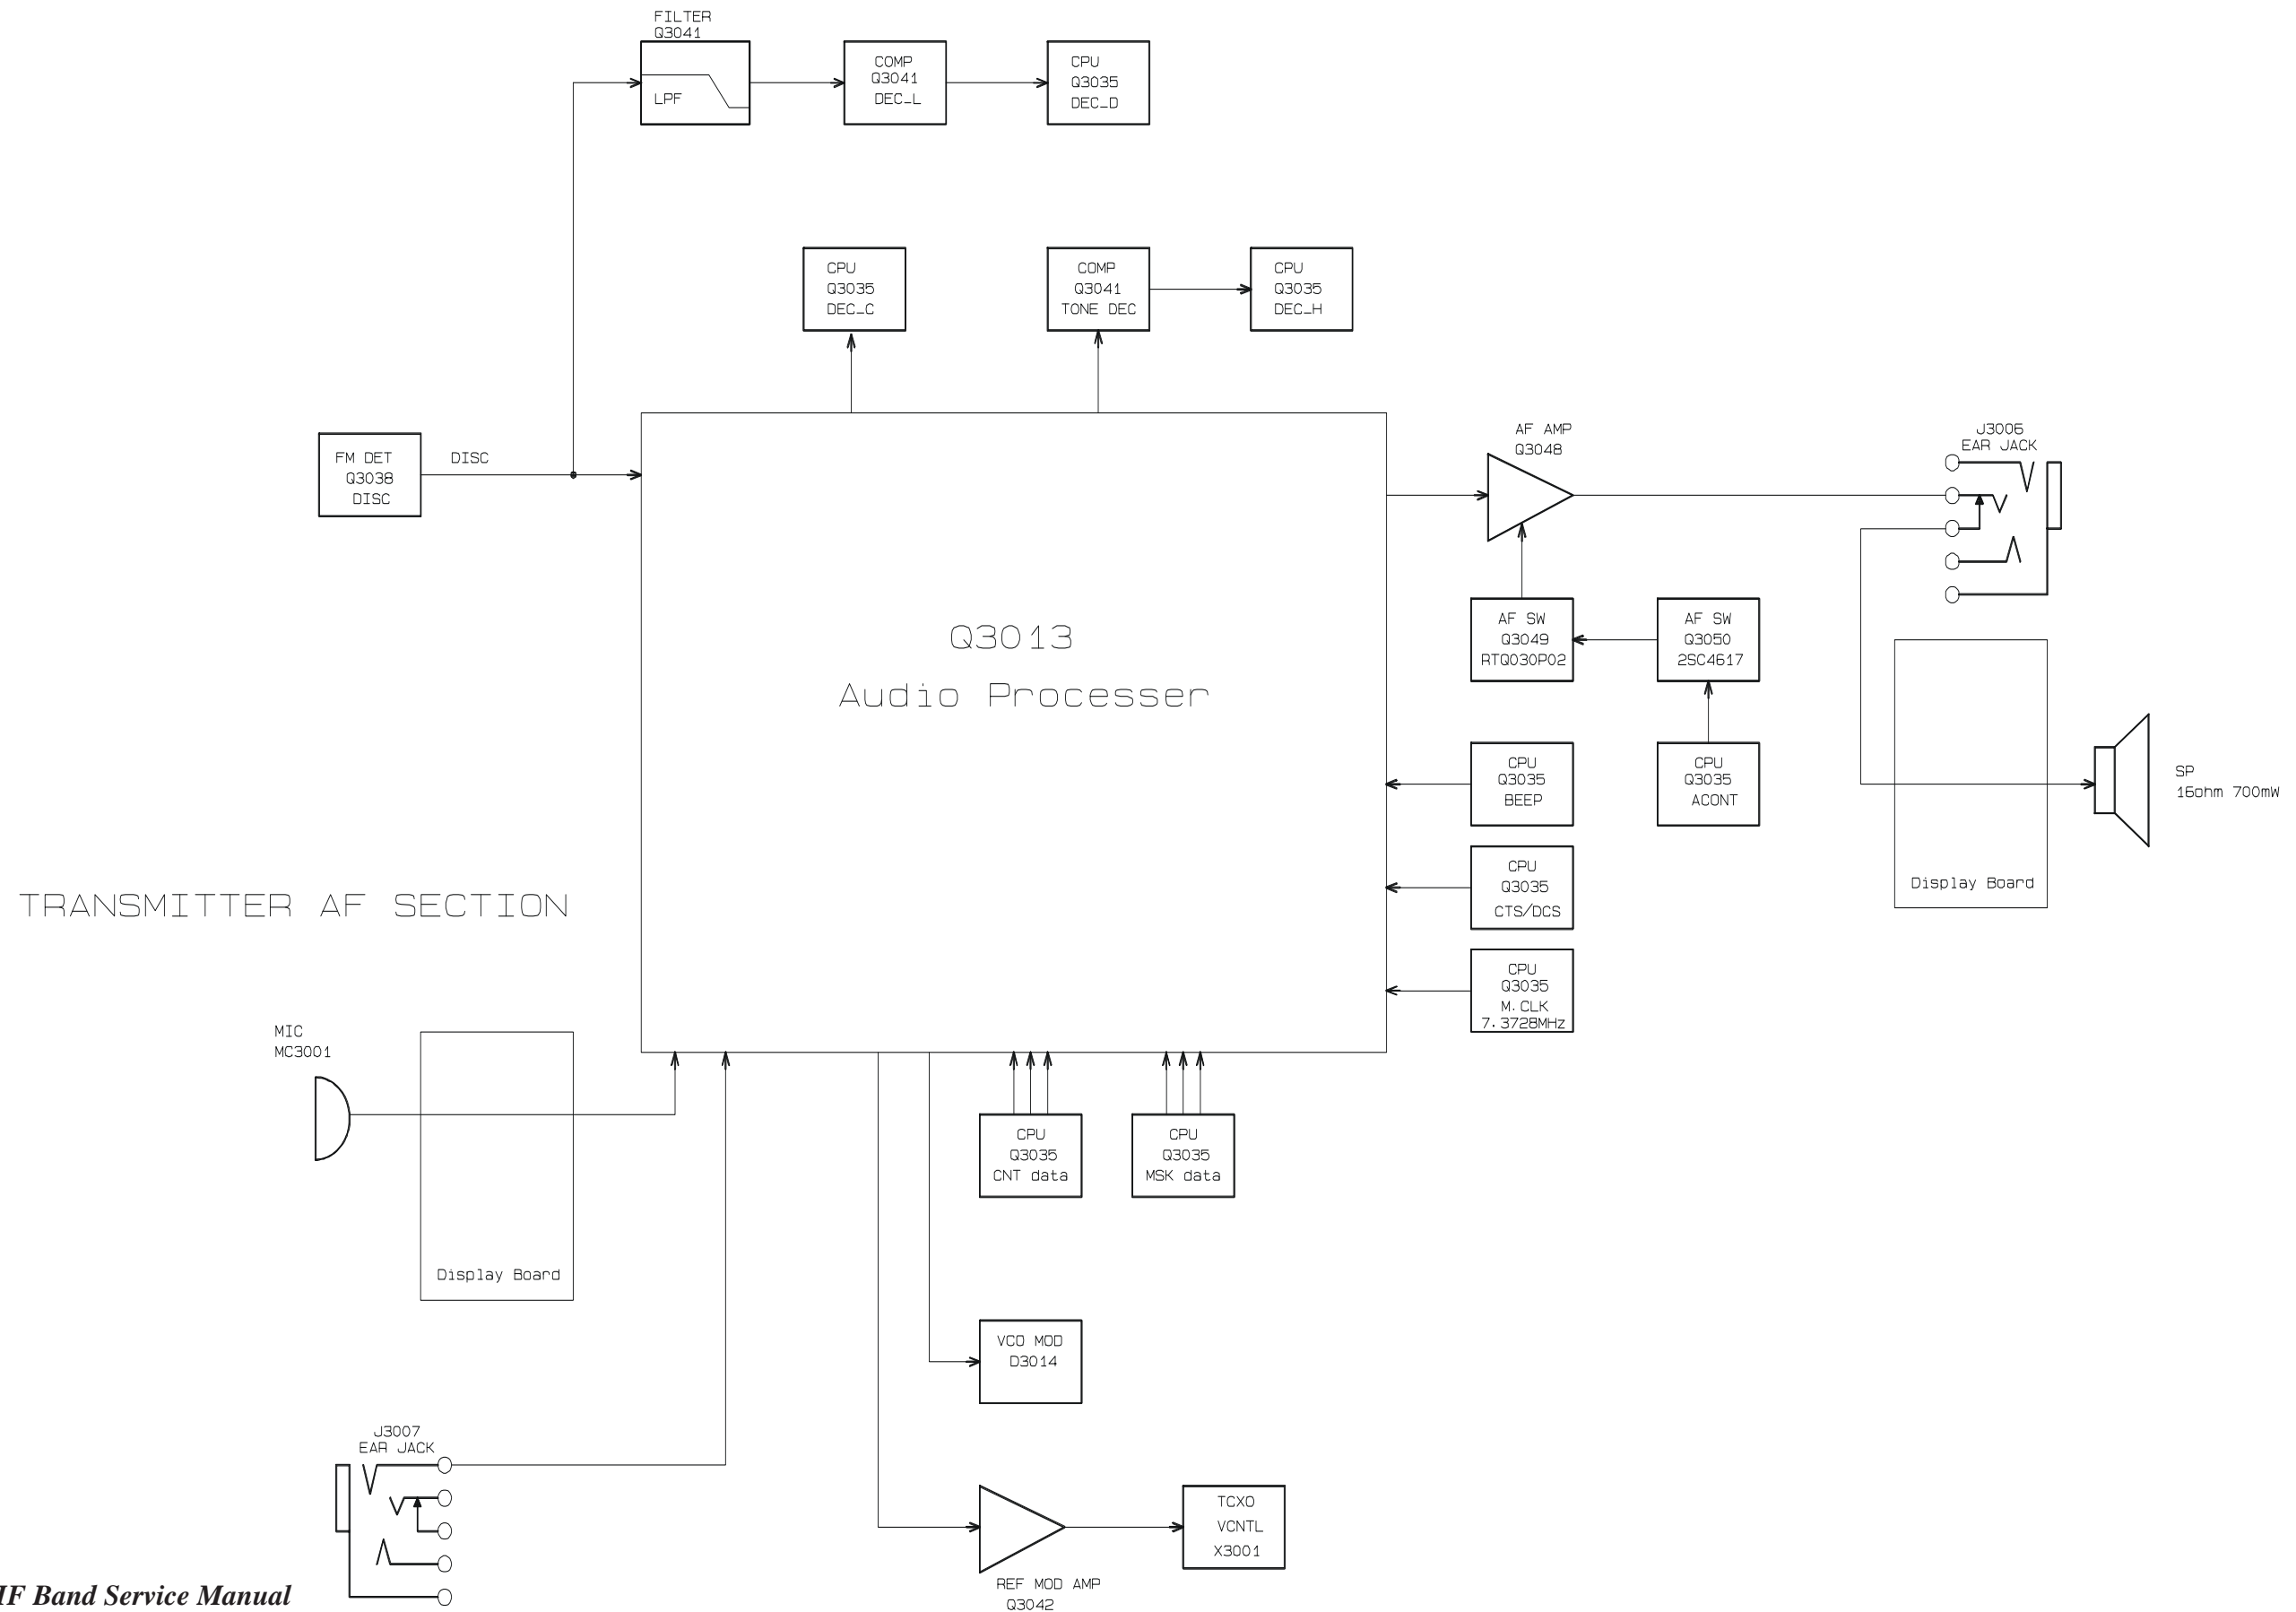 FILTER
Q3041
LPF
COMP
Q3041
DEC_L
CPU
Q3035
DEC_D
CPU
Q3035
DEC_C
COMP
Q3041
TONE DEC
CPU
Q3035
DEC_H
FM DET
Q3038
DISC
DISC
AF AMP
Q3048
J3006
EAR JACK
Q3013
Audio Processer
AF SW
Q3049
RTQ030P02
AF SW
Q3050
2SC4617
CPU
Q3035
BEEP
CPU
Q3035
ACONT
SP
16ohm 700mW
Display Board
CPU
Q3035
CTS/DCS
TRANSMITTER AF SECTION
CPU
Q3035
M.CLK
7.3728MHz
MIC
MC3001
Display Board
CPU
Q3035
CNT data
CPU
Q3035
MSK data
VCO MOD
D3014
J3007
EAR JACK
TCXO
VCNTL
X3001
REF MOD AMP
Q3042
Band Service Manual